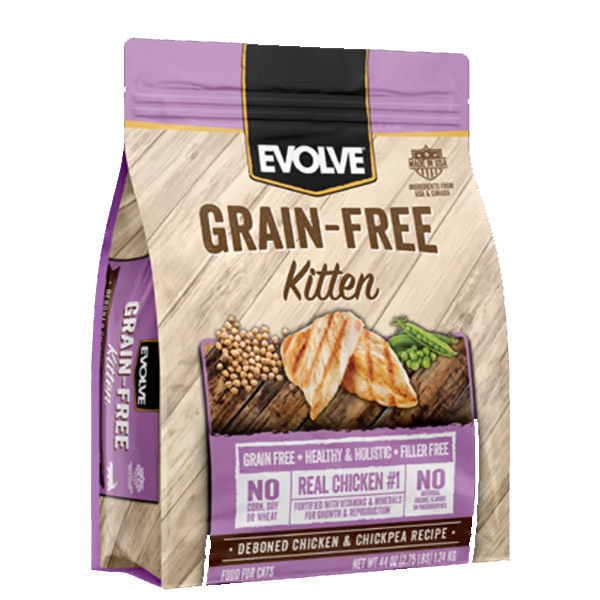 EVOLVE
MADE IN USA
INGREDIENTS FROM
USA & CANADA
GRAIN-FREE
Kitten
GRAIN FREE • HEALTHY & HOLISTIC • FILLER FREE
NO
CORN, SOY
OR WHEAT
REAL CHICKEN #1
FORTIFIED WITH VITAMINS & MINERALS
FOR GROWTH & REPRODUCTION
NO
ARTIFICIAL
COLORS, FLAVORS
OR PRESERVATIVES
• DEBONED CHICKEN & CHICKPEA RECIPE •
FOOD FOR CATS
NET WT 44 OZ (2.75 LBS) 1.24 KG
EVOLVE
GRAIN-FREE
Kitten